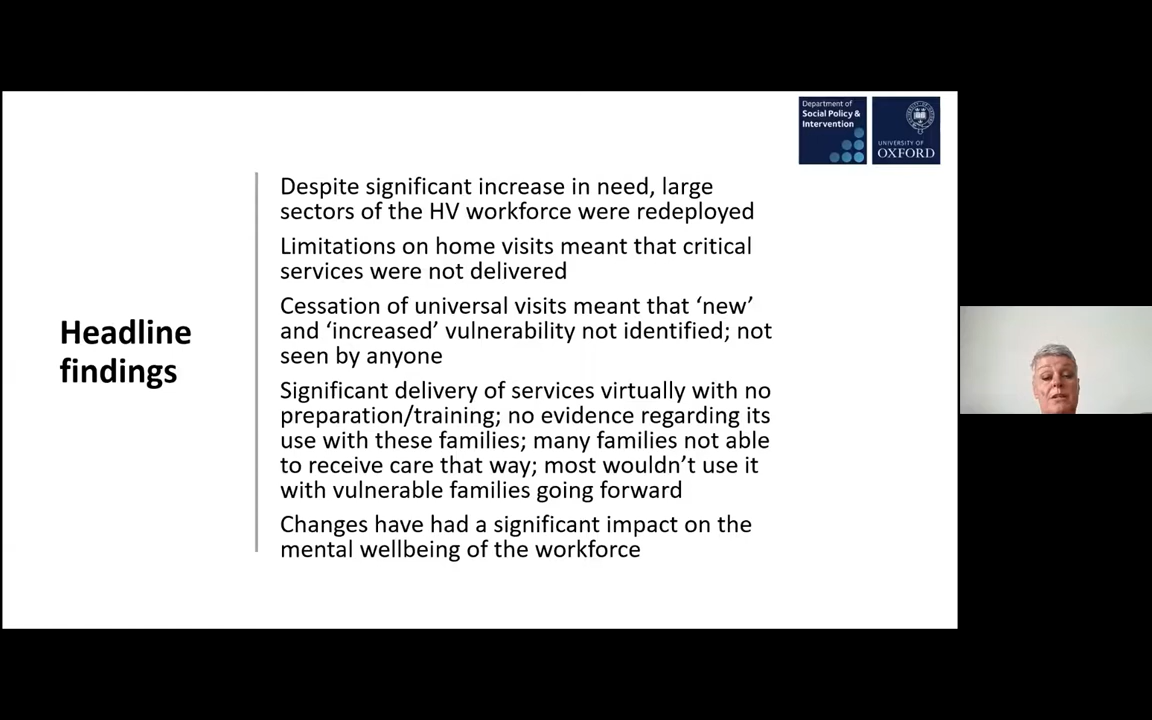 Department of
Social Policy &
Intervention
UNIVERSITY OF
OXFORD
Headline
findings
Despite significant increase in need, large
sectors of the HV workforce were redeployed
Limitations on home visits meant that critical
services were not delivered
Cessation of universal visits meant that ‘new’
and ‘increased’ vulnerability not identified; not
seen by anyone
Significant delivery of services virtually with no
preparation/training; no evidence regarding its
use with these families; many families not able
to receive care that way; most wouldn’t use it
with vulnerable families going forward
Changes have had a significant impact on the
mental wellbeing of the workforce